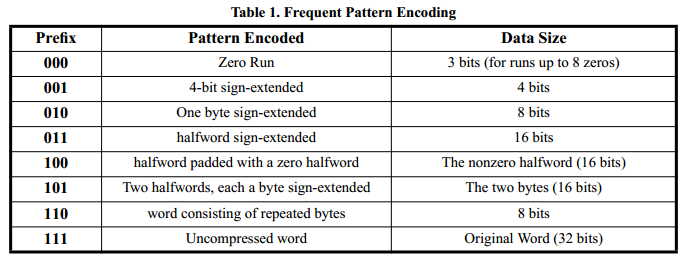 Table 1. Frequent Pattern Encoding
Prefix Pattern Encoded Data Size
000 Zero Run 3 bits (for runs up to 8 zeros)
001 4-bit sign-extended 4 bits
010 One byte sign-extended 8 bits
011 halfword sign-extended 16 bits
100 halfword padded with a zero halfword The nonzero halfword (16 bits)
101 Two halfwords, each a byte sign-extended The two bytes (16 bits)
110 word consisting of repeated bytes 8 bits
111 Uncompressed word Original Word (32 bits)